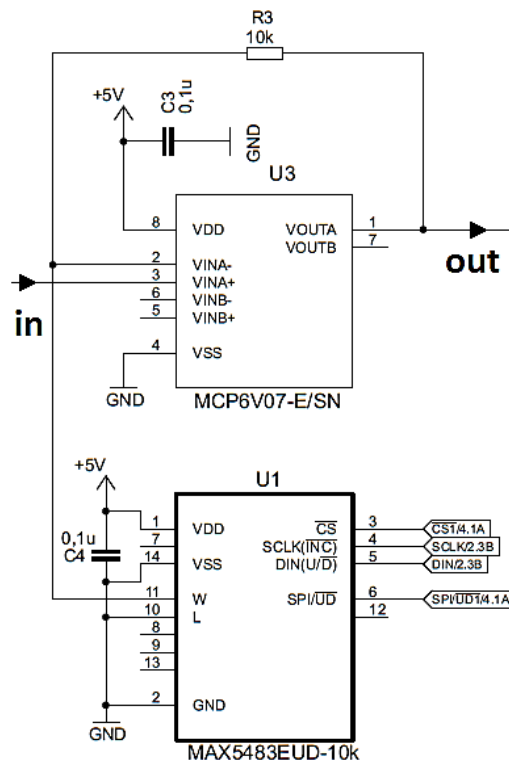 R3
10k
+5V
C3
0,1u
GND
U3
8 VDD VOUTA 1
VOUTB 7
2 VINA-
3 VINA+
6 VINB-
5 VINB+
in
out
4 VSS
GND
MCP6V07-E/SN
+5V
U1
0,1u
C4
1 VDD CS 3 CS1/4.1A
7 SCLK(INC) 4 SCLK/2.3B
14 VSS DIN(U/D) 5 DIN/2.3B
11 W SPI/UD 6 SPI/UD1/4.1A
10 L 12
8
9
13
2 GND
GND
MAX5483EUD-10k